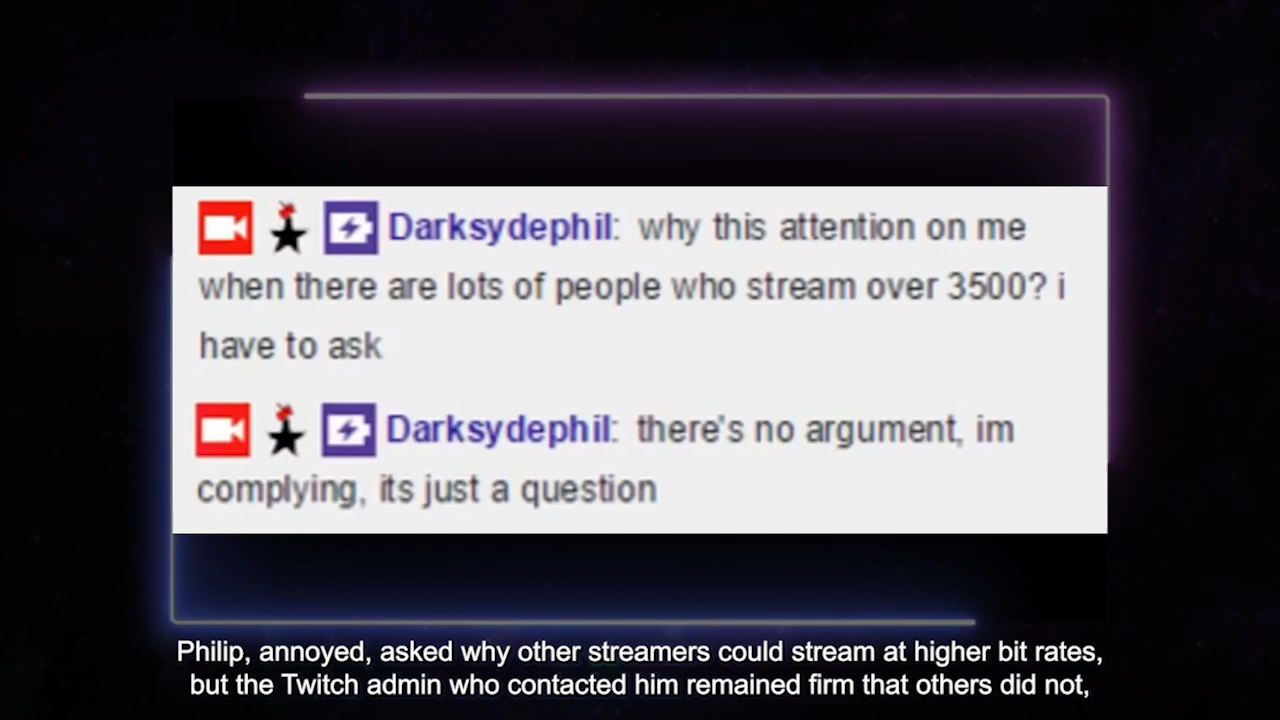 Darksydephil: why this attention on me
when there are lots of people who stream over 3500? i
have to ask
Darksydephil: there's no argument, im
complying, its just a question
Philip, annoyed, asked why other streamers could stream at higher bit rates,
but the Twitch admin who contacted him remained firm that others did not,